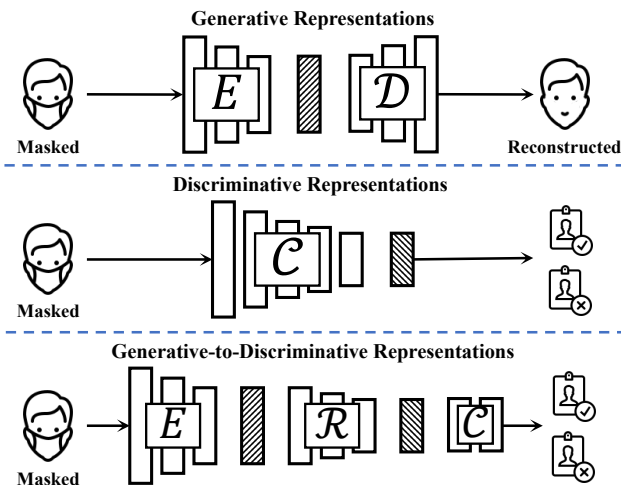 Generative Representations
E
𝒟
Masked
Reconstructed
Discriminative Representations
𝒞
Masked
Generative-to-Discriminative Representations
E
ℛ
𝒞
Masked